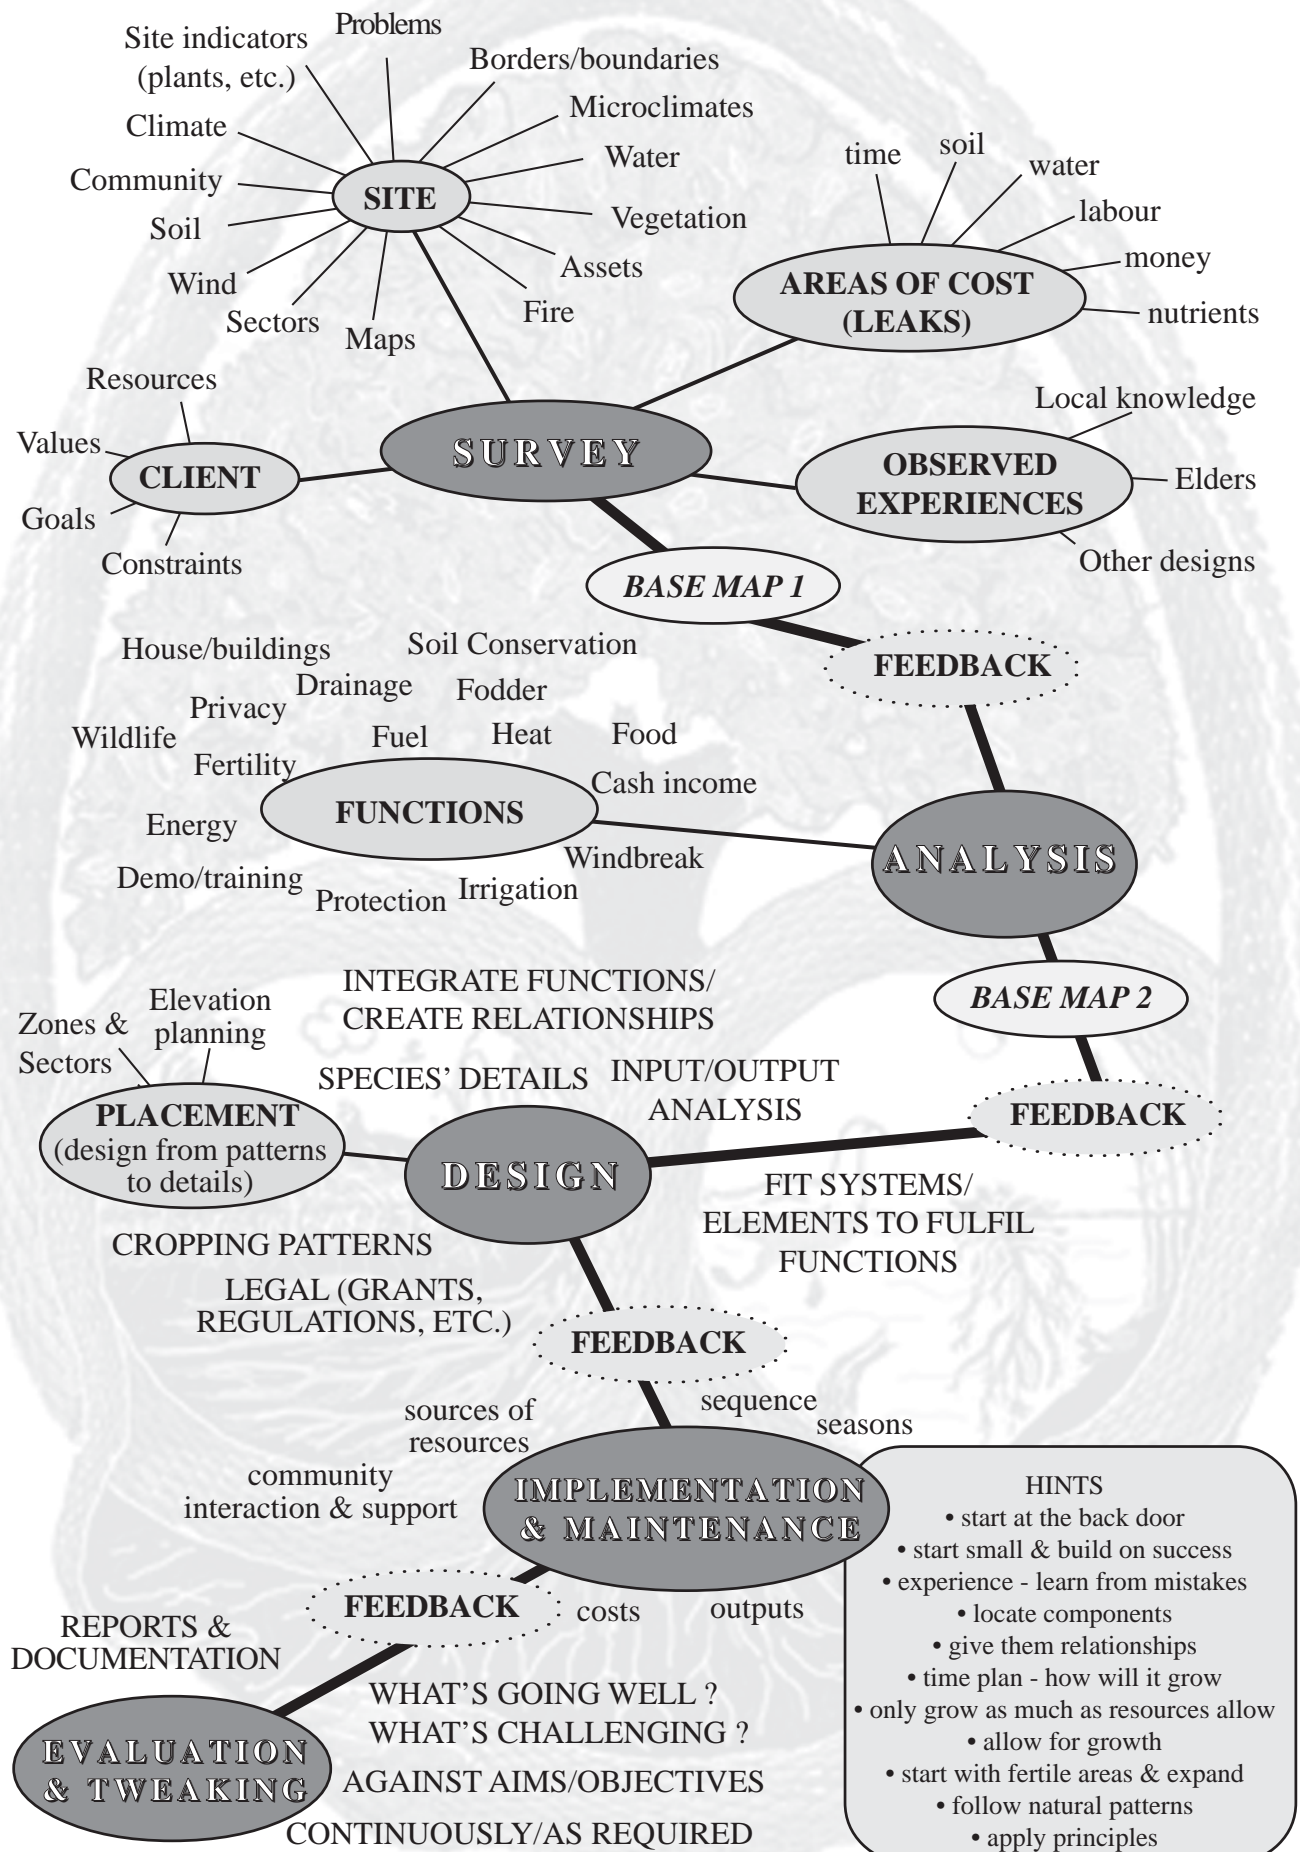 Problems
Site indicators
(plants, etc.)
Borders/boundaries
Climate
Microclimates
Community
Water
SITE
Soil
Vegetation
Wind
Assets
Sectors
Fire
Maps
time
soil
water
labour
money
nutrients
AREAS OF COST
(LEAKS)
Resources
Values
CLIENT
Goals
Constraints
SURVEY
Local knowledge
OBSERVED
EXPERIENCES
Elders
Other designs
BASE MAP 1
FEEDBACK
House/buildings
Soil Conservation
Drainage
Fodder
Privacy
Wildlife
Fuel
Heat
Food
Fertility
Cash income
FUNCTIONS
Energy
Windbreak
Demo/training
Protection
Irrigation
ANALYSIS
BASE MAP 2
FEEDBACK
INTEGRATE FUNCTIONS/
CREATE RELATIONSHIPS
Elevation
planning
Zones &
Sectors
SPECIES’ DETAILS
INPUT/OUTPUT
ANALYSIS
PLACEMENT
(design from patterns
to details)
DESIGN
FIT SYSTEMS/
ELEMENTS TO FULFIL
FUNCTIONS
CROPPING PATTERNS
LEGAL (GRANTS,
REGULATIONS, ETC.)
FEEDBACK
sources of
resources
sequence
seasons
community
interaction & support
IMPLEMENTATION
& MAINTENANCE
costs
outputs
FEEDBACK
REPORTS &
DOCUMENTATION
WHAT’S GOING WELL ?
WHAT’S CHALLENGING ?
EVALUATION
& TWEAKING
AGAINST AIMS/OBJECTIVES
CONTINUOUSLY/AS REQUIRED
HINTS
• start at the back door
• start small & build on success
• experience - learn from mistakes
• locate components
• give them relationships
• time plan - how will it grow
• only grow as much as resources allow
• allow for growth
• start with fertile areas & expand
• follow natural patterns
• apply principles